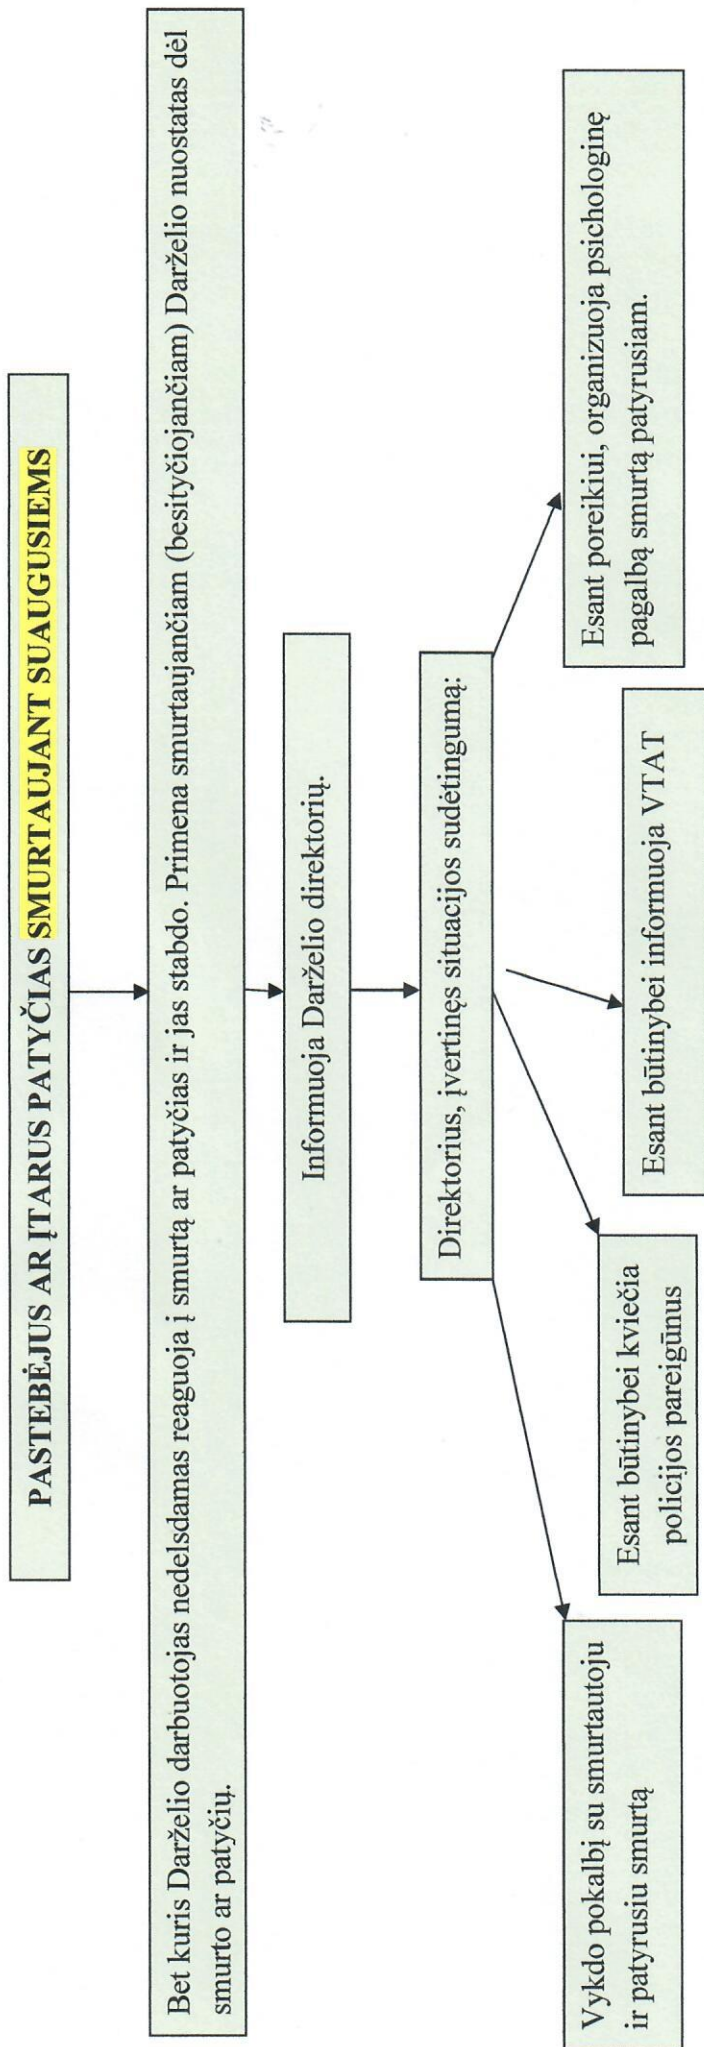 PASTEBĖJUS AR ĮTARUS PATYČIAS SMURTAUJANT SUAUGUSIEMS
Bet kuris Darželio darbuotojas nedelsdamas reaguoja į smurtą ar patyčias ir jas stabdo. Primena smurtaujančiam (besityčiojančiam) Darželio nuostatas dėl
smurto ar patyčių.
Informuoja Darželio direktorių.
Direktorius, įvertinęs situacijos sudėtingumą:
Vykdo pokalbį su smurtautoju
ir patyrusiu smurtą
Esant būtinybei kviečia
policijos pareigūnus
Esant būtinybei informuoja VTAT
Esant poreikiui, organizuoja psichologinę
pagalbą smurtą patyrusiam.